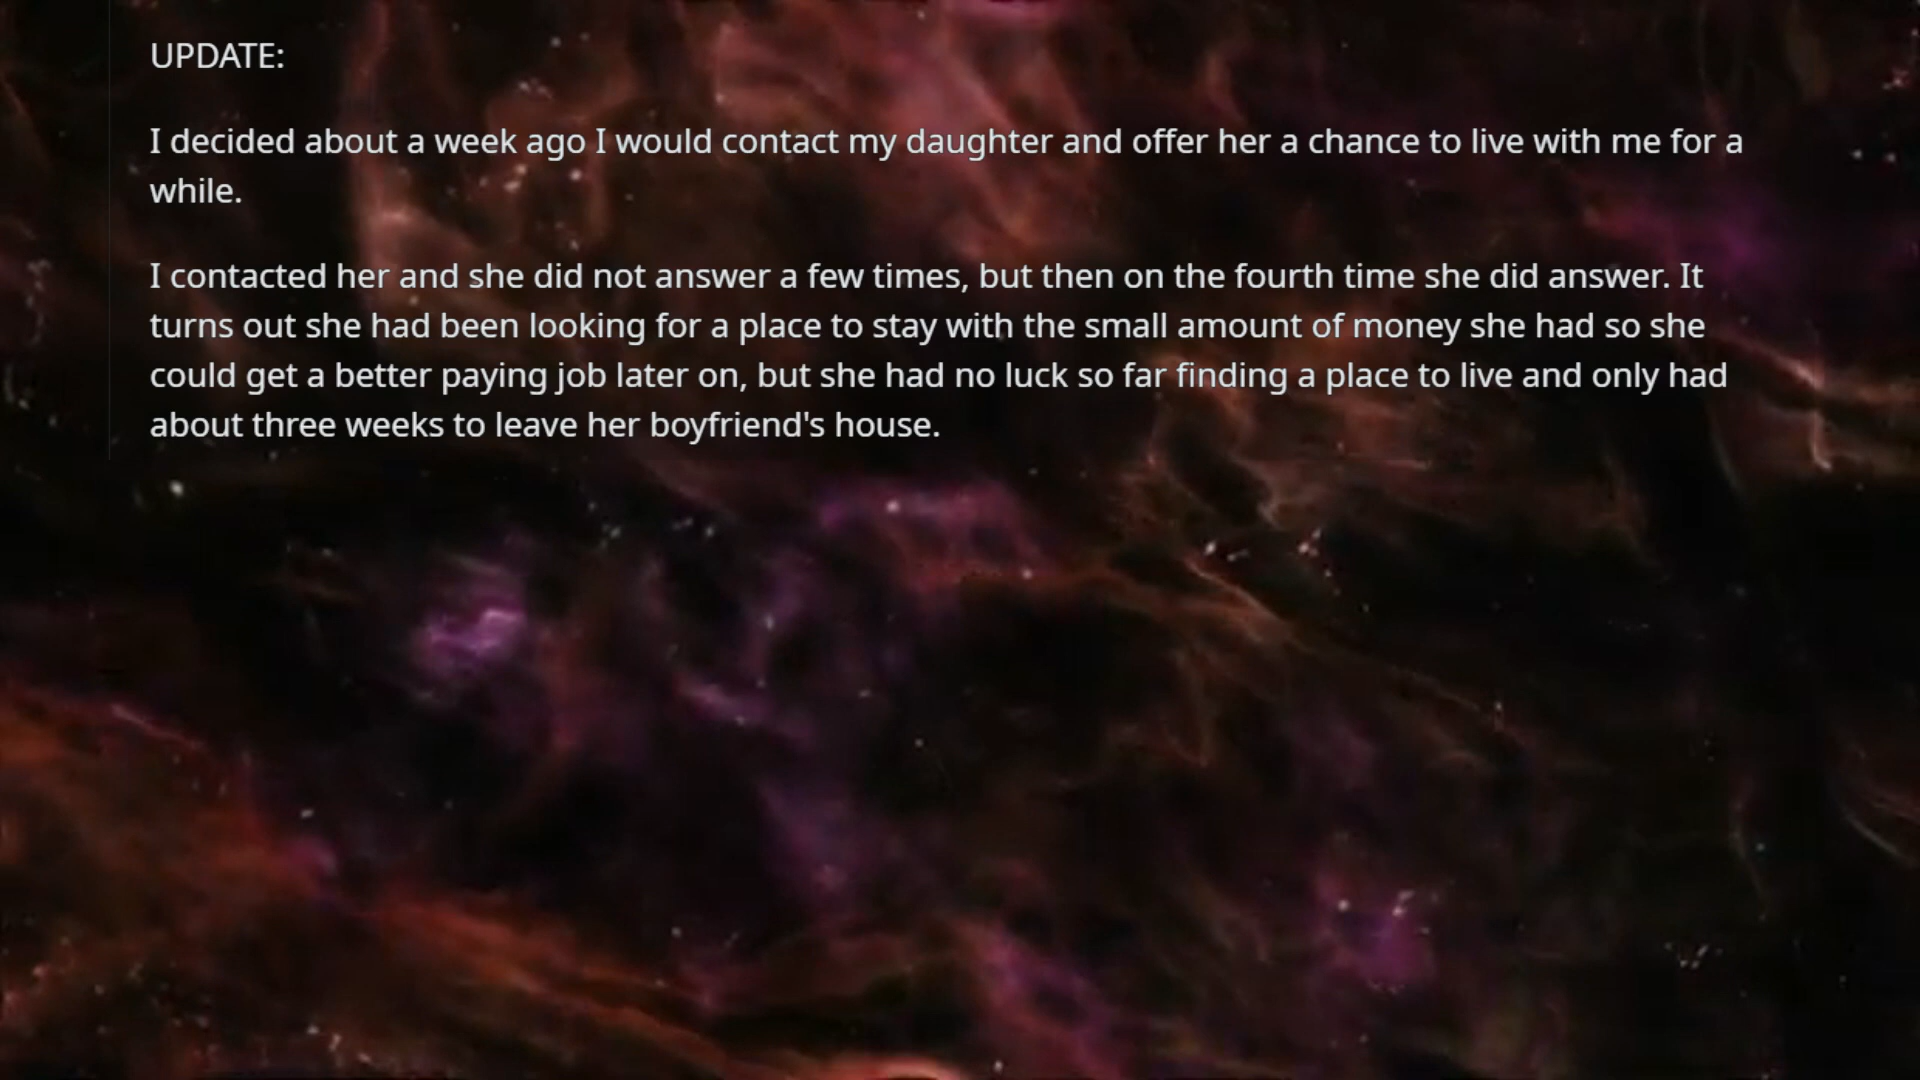 UPDATE:
I decided about a week ago I would contact my daughter and offer her a chance to live with me for a
while.
I contacted her and she did not answer a few times, but then on the fourth time she did answer. It
turns out she had been looking for a place to stay with the small amount of money she had so she
could get a better paying job later on, but she had no luck so far finding a place to live and only had
about three weeks to leave her boyfriend's house.